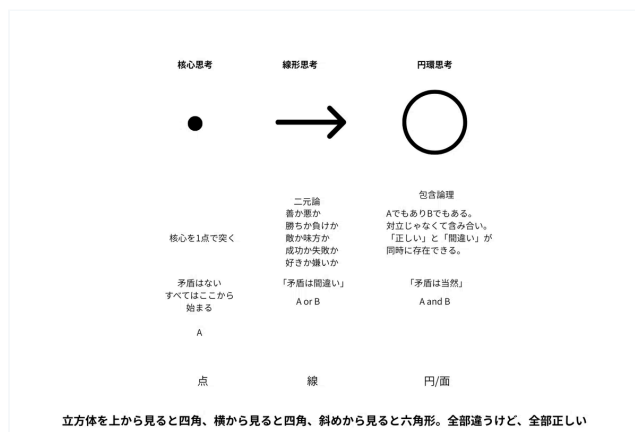 核心思考
線形思考
円環思考
核心を1点で突く
矛盾はない
すべてはここから
始まる
A
点
二元論
善か悪か
勝ちか負けか
敵か味方か
成功か失敗か
好きか嫌いか
「矛盾は間違い」
A or B
線
包含論理
AでもありBでもある。
対立じゃなくて含み合い。
「正しい」と「間違い」が
同時に存在できる。
「矛盾は当然」
A and B
円/面
立方体を上から見ると四角、横から見ると四角、斜めから見ると六角形。全部違うけど、全部正しい